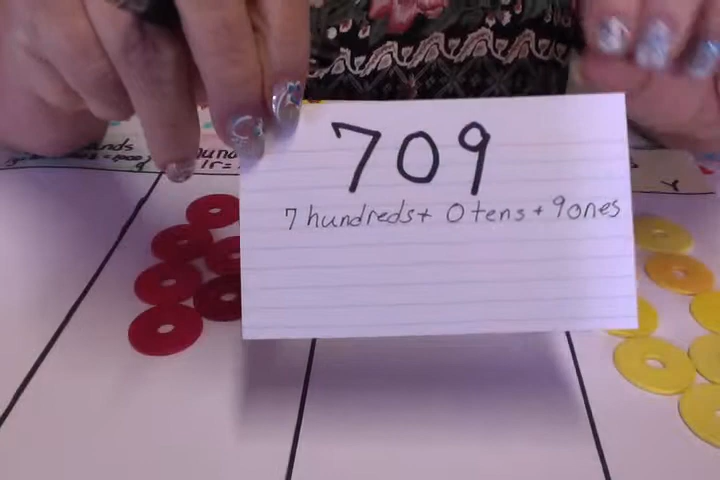 709
7 hundreds + 0 tens + 9 ones